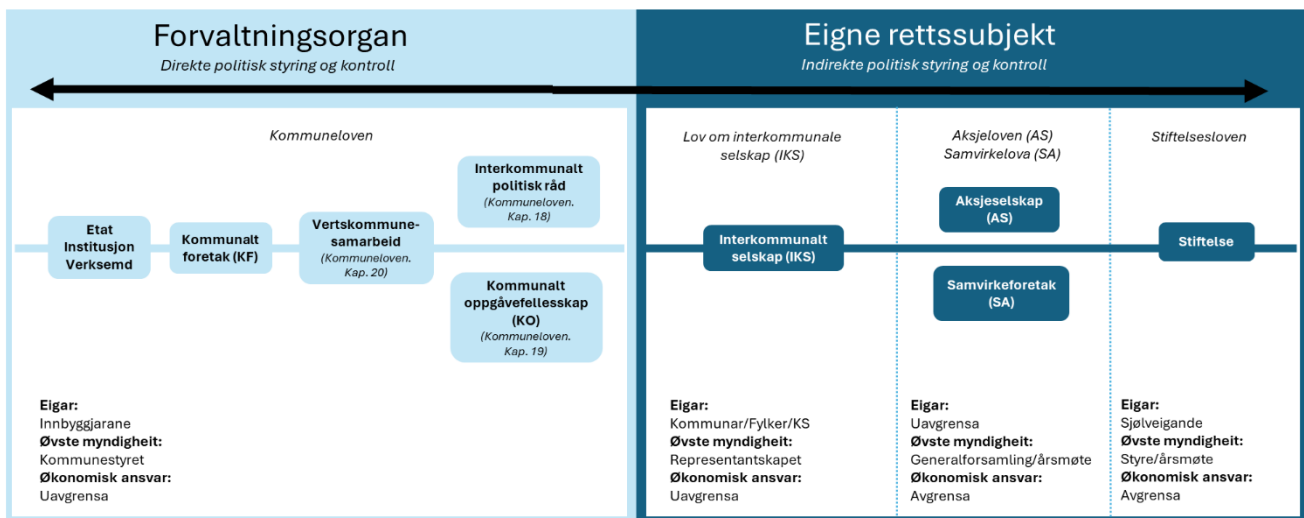 Forvaltningsorgan
Direkte politisk styring og kontroll
Eigne rettssubjekt
Indirekte politisk styring og kontroll
Kommuneloven
Etat
Institusjon
Verksemd
Kommunalt
foretak (KF)
Vertskommune-
samarbeid
(Kommuneloven.
Kap. 20)
Interkommunalt
politisk råd
(Kommuneloven.
Kap. 18)
Kommunalt
oppgåvefellesskap
(KO)
(Kommuneloven.
Kap. 19)
Eigar:
Innbyggjarane
Øvste myndigheit:
Kommunestyret
Økonomisk ansvar:
Uavgrensa
Lov om interkommunale
selskap (IKS)
Interkommunalt
selskap (IKS)
Eigar:
Kommunar/Fylker/KS
Øvste myndigheit:
Representantskapet
Økonomisk ansvar:
Uavgrensa
Aksjeloven (AS)
Samvirkelova (SA)
Aksjeselskap
(AS)
Samvirkeforetak
(SA)
Eigar:
Uavgrensa
Øvste myndigheit:
Generalforsamling/årsmøte
Økonomisk ansvar:
Avgrensa
Stiftelsesloven
Stiftelse
Eigar:
Sjølveigande
Øvste myndigheit:
Styre/årsmøte
Økonomisk ansvar:
Avgrensa